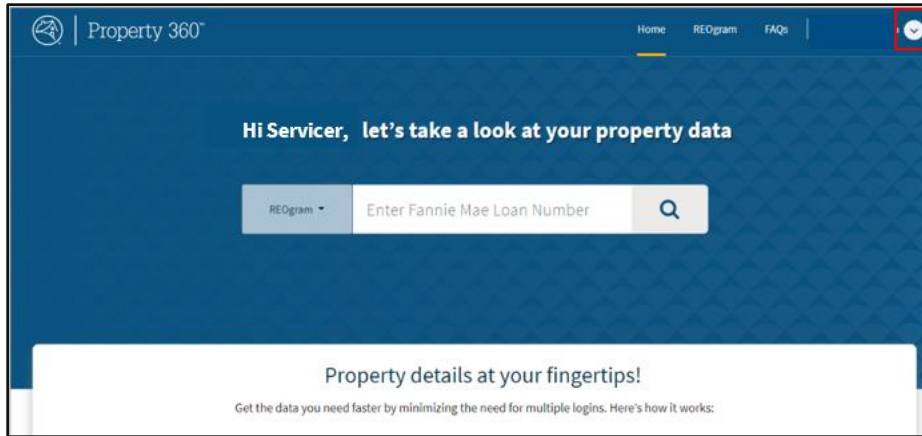 Property 360™
Home REOgram FAQs
Hi Servicer, let's take a look at your property data
REOgram Enter Fannie Mae Loan Number
Property details at your fingertips!
Get the data you need faster by minimizing the need for multiple logins. Here's how it works: